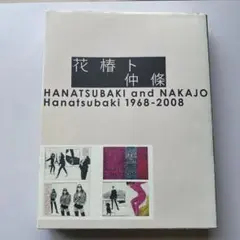 花椿ト
仲條
HANATSUBAKI and NAKAJO
Hanatsubaki 1968-2008